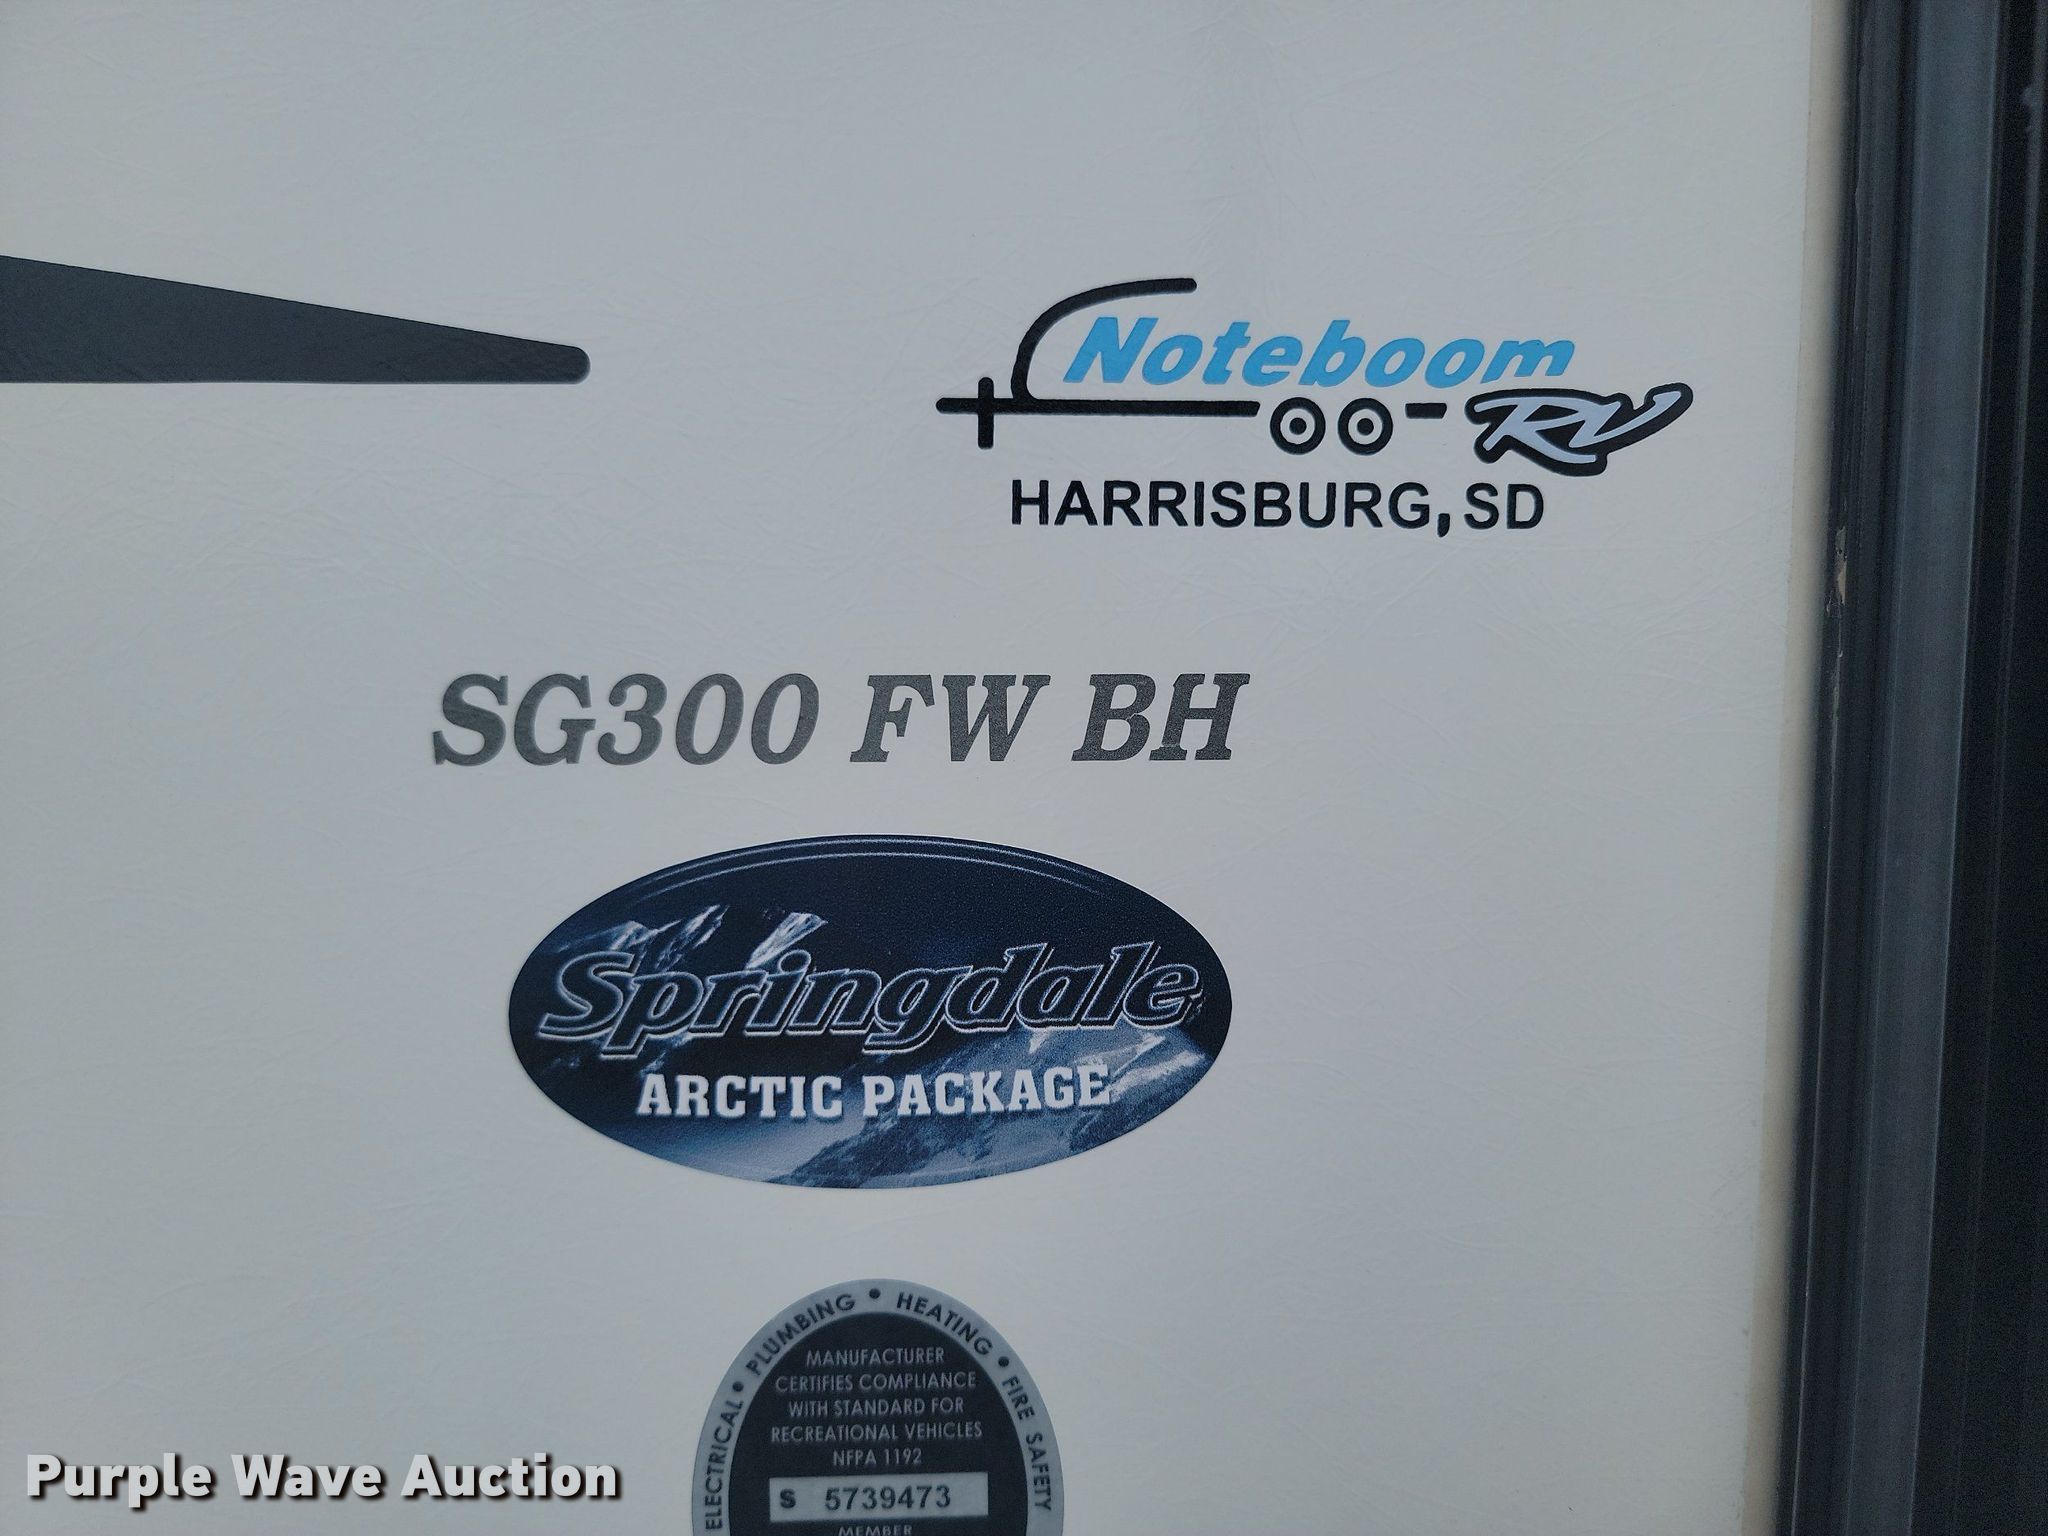 Noteboom
RV
HARRISBURG, SD
SG300 FW BH
Springdale
ARCTIC PACKAGE
ELECTRICAL • PLUMBING • HEATING • FIRE SAFETY
MANUFACTURER
CERTIFIES COMPLIANCE
WITH STANDARD FOR
RECREATIONAL VEHICLES
NFPA 1192
S 5739473
MEMBER
Purple Wave Auction